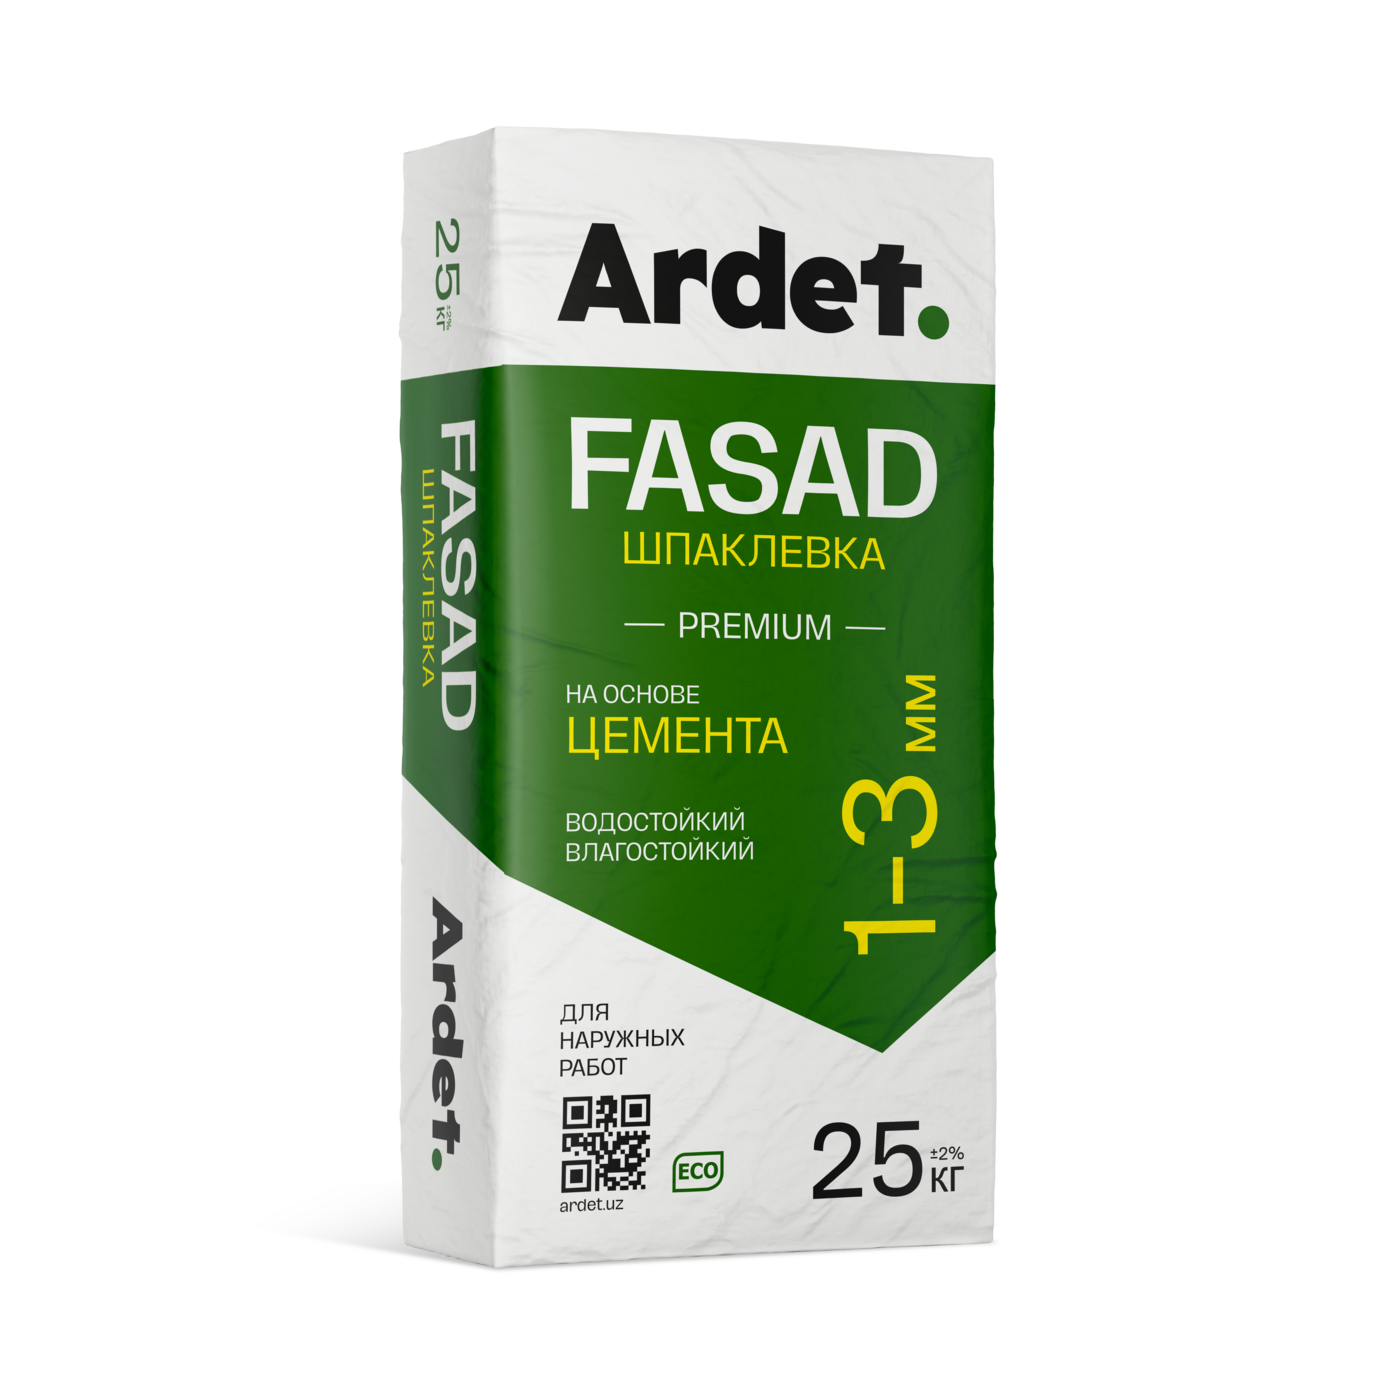 Ardet.
FASAD
ШПАКЛЕВКА
PREMIUM
НА ОСНОВЕ
ЦЕМЕНТА
ВОДОСТОЙКИЙ
ВЛАГОСТОЙКИЙ
1-3 мм
ДЛЯ
НАРУЖНЫХ
РАБОТ
ardet.uz
ECO
25 ±2% КГ
25 ±2% КГ
FASAD
ШПАКЛЕВКА
Ardet.